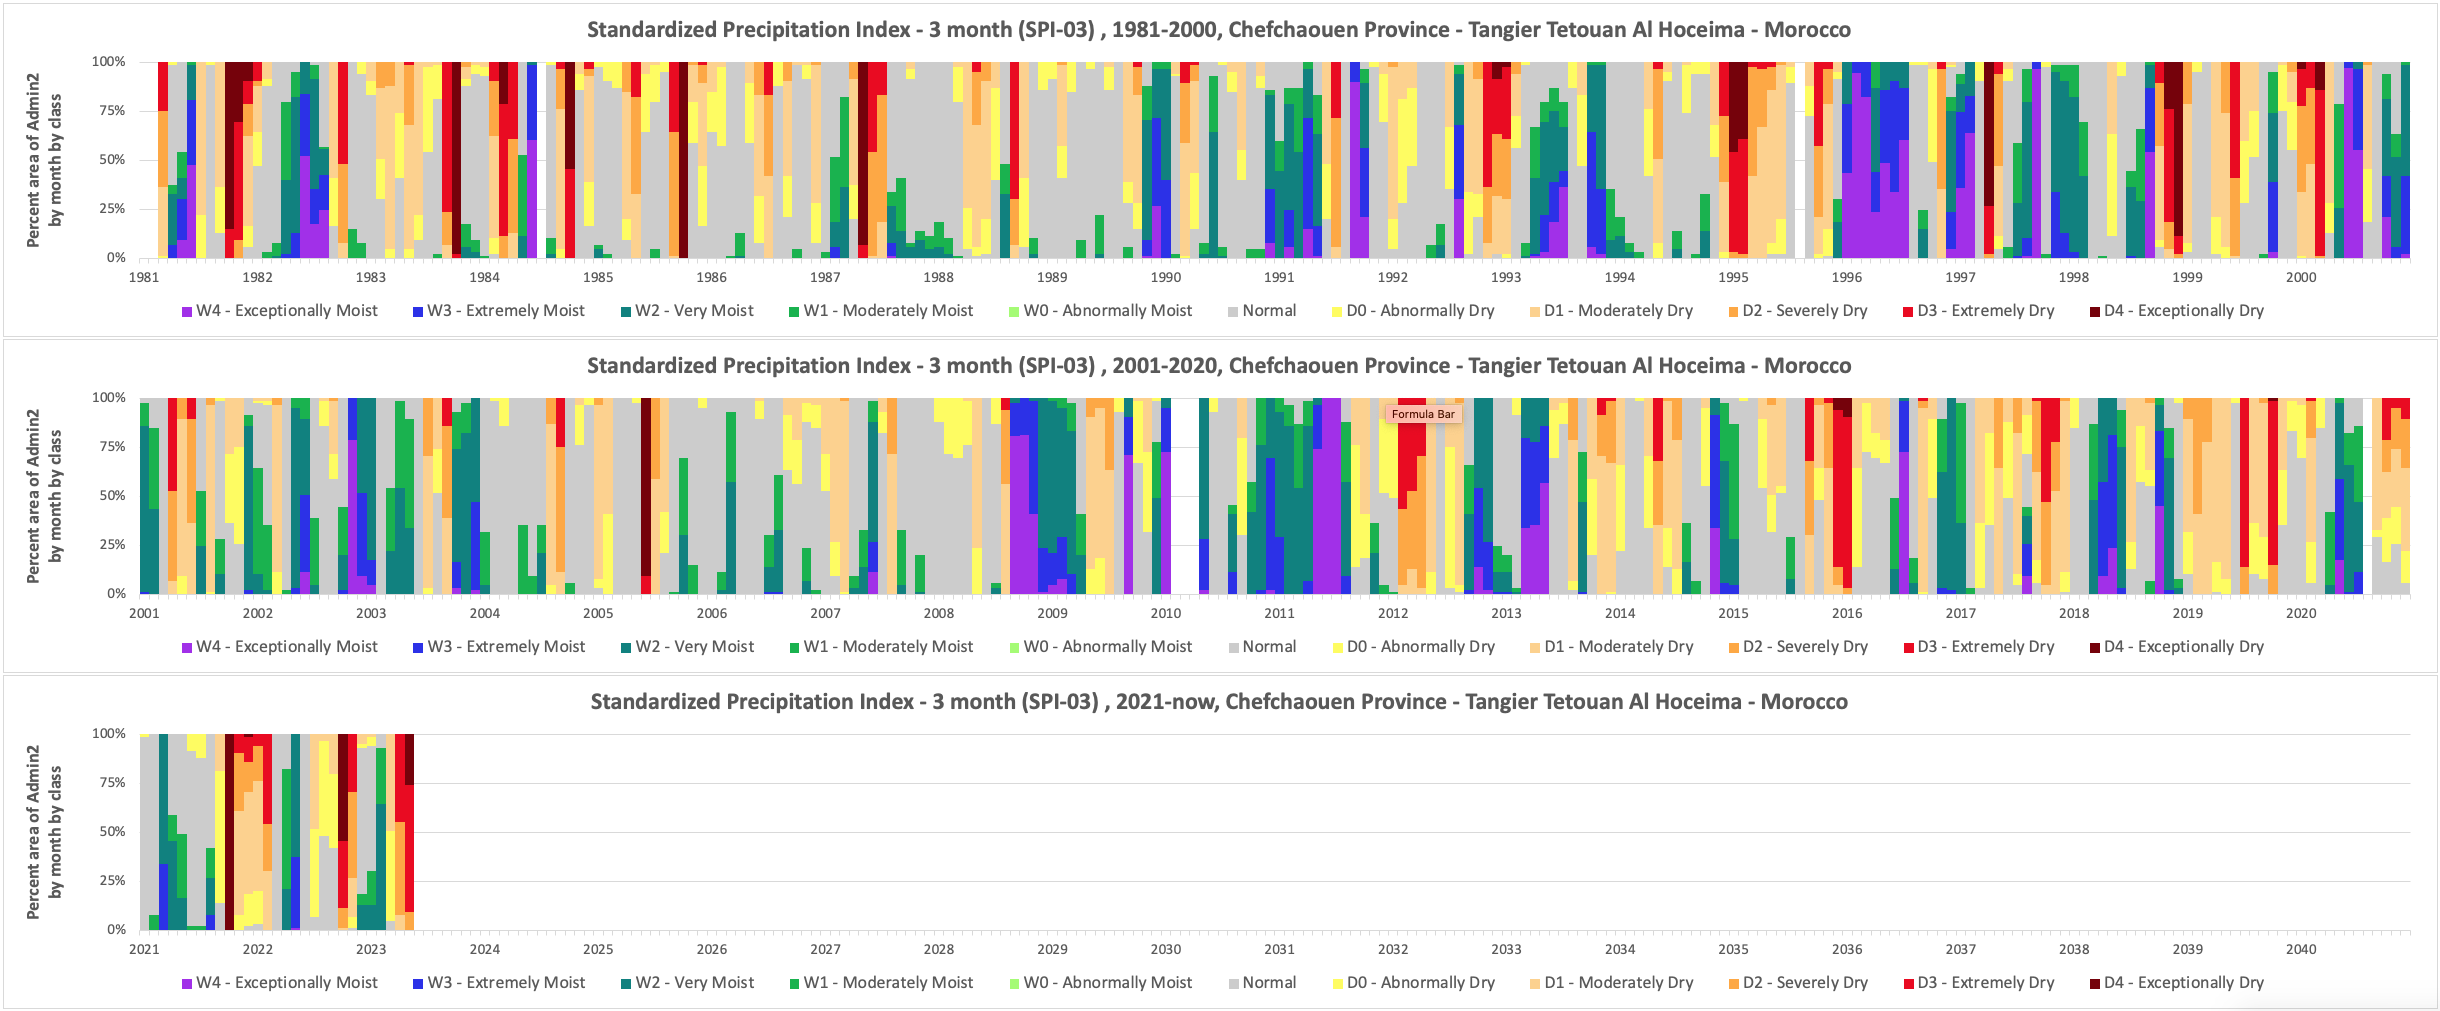 Standardized Precipitation Index - 3 month (SPI-03) , 1981-2000, Chefchaouen Province - Tangier Tetouan Al Hoceima - Morocco
Percent area of Admin2
by month by class
100%
75%
50%
25%
0%
1981 1982 1983 1984 1985 1986 1987 1988 1989 1990 1991 1992 1993 1994 1995 1996 1997 1998 1999 2000
W4 - Exceptionally Moist W3 - Extremely Moist W2 - Very Moist W1 - Moderately Moist W0 - Abnormally Moist Normal D0 - Abnormally Dry D1 - Moderately Dry D2 - Severely Dry D3 - Extremely Dry D4 - Exceptionally Dry
Standardized Precipitation Index - 3 month (SPI-03) , 2001-2020, Chefchaouen Province - Tangier Tetouan Al Hoceima - Morocco
Percent area of Admin2
by month by class
100%
75%
50%
25%
0%
Formula Bar
2001 2002 2003 2004 2005 2006 2007 2008 2009 2010 2011 2012 2013 2014 2015 2016 2017 2018 2019 2020
W4 - Exceptionally Moist W3 - Extremely Moist W2 - Very Moist W1 - Moderately Moist W0 - Abnormally Moist Normal D0 - Abnormally Dry D1 - Moderately Dry D2 - Severely Dry D3 - Extremely Dry D4 - Exceptionally Dry
Standardized Precipitation Index - 3 month (SPI-03) , 2021-now, Chefchaouen Province - Tangier Tetouan Al Hoceima - Morocco
Percent area of Admin2
by month by class
100%
75%
50%
25%
0%
2021 2022 2023 2024 2025 2026 2027 2028 2029 2030 2031 2032 2033 2034 2035 2036 2037 2038 2039 2040
W4 - Exceptionally Moist W3 - Extremely Moist W2 - Very Moist W1 - Moderately Moist W0 - Abnormally Moist Normal D0 - Abnormally Dry D1 - Moderately Dry D2 - Severely Dry D3 - Extremely Dry D4 - Exceptionally Dry